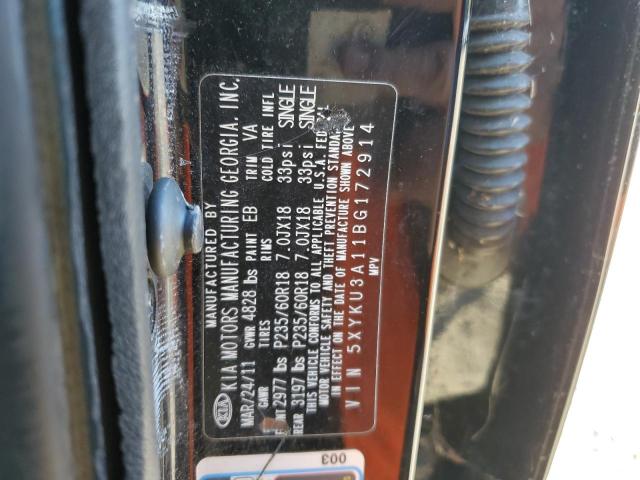 MANUFACTURED BY
KIA KIA MOTORS MANUFACTURING GEORGIA, INC.
MAR/24/11 GVWR 4828 lbs PAINT EB TRIM VA
GAWR TIRES RIMS COLD TIRE INFL
2977 lbs P235/60R18 7.0JX18 33psi SINGLE
REAR 3197 lbs P235/60R18 7.0JX18 33psi SINGLE
THIS VEHICLE CONFORMS TO ALL APPLICABLE U.S.A. FEDERAL
MOTOR VEHICLE SAFETY AND THEFT PREVENTION STANDARDS
IN EFFECT ON THE DATE OF MANUFACTURE SHOWN ABOVE
VIN 5XYKU3A11BG172914
MPV
003